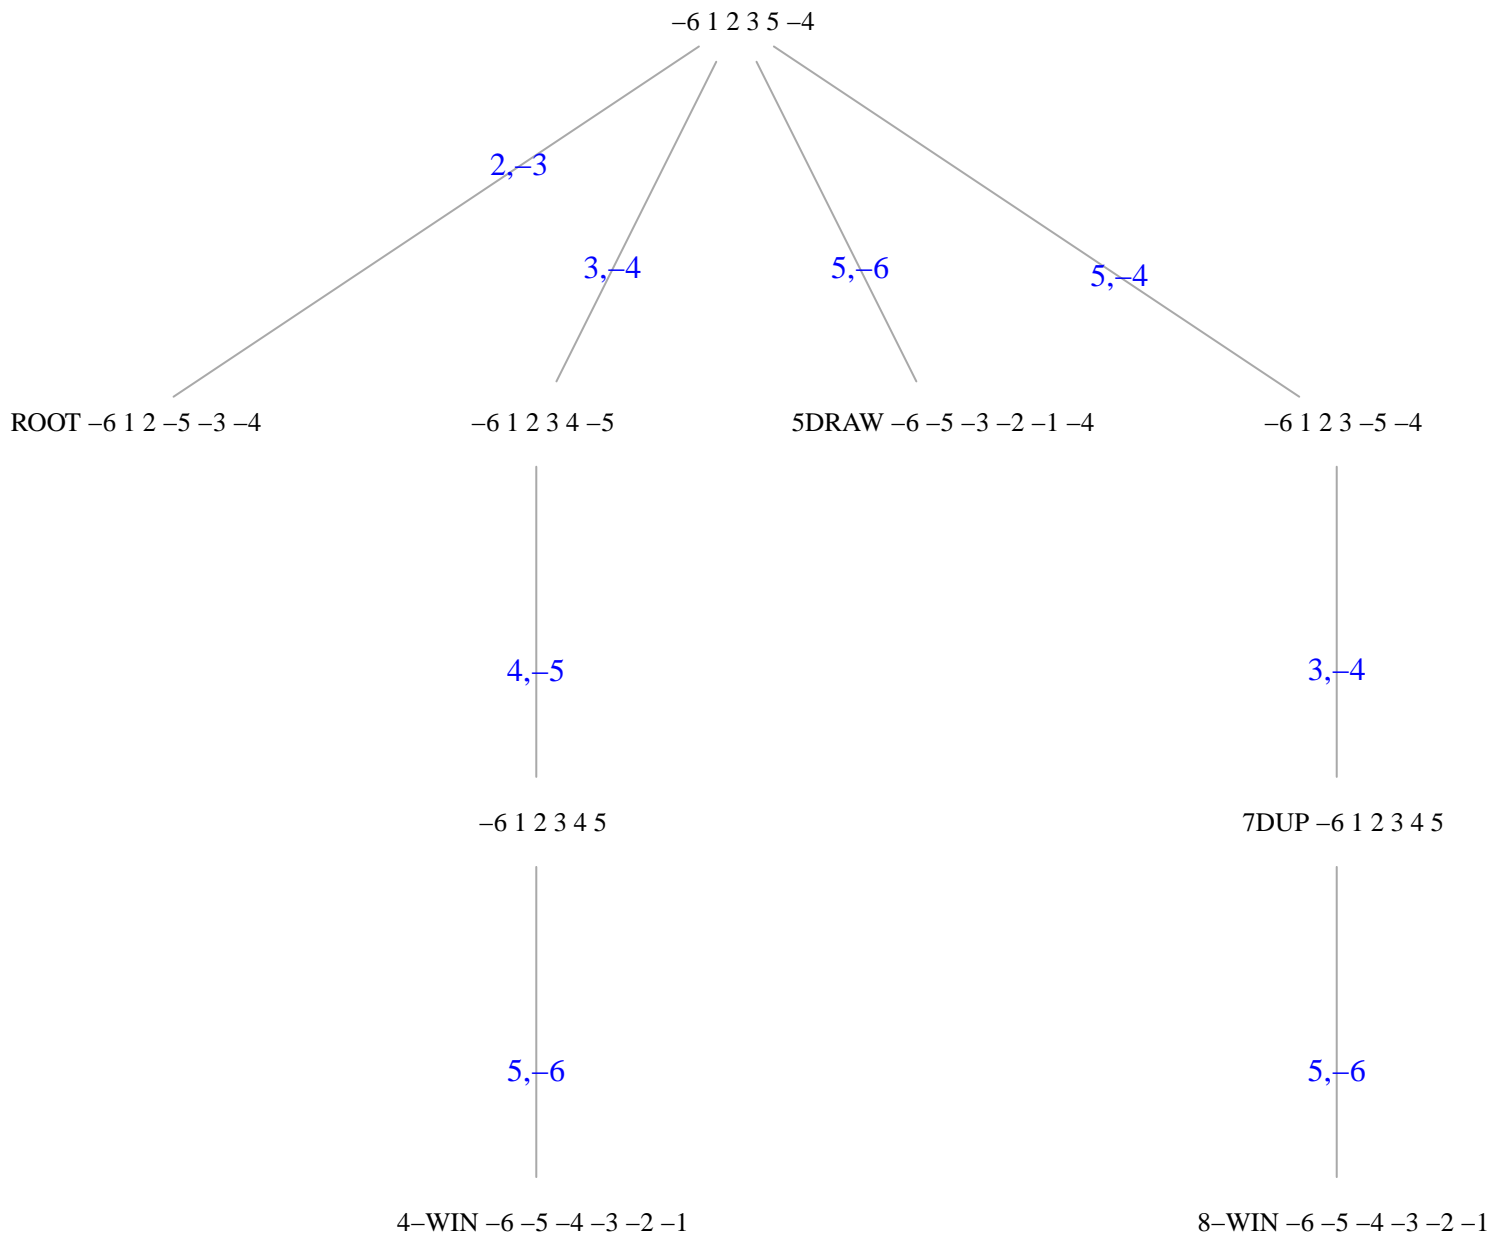 −6 1 2 3 5 −4
2,−3
3,−4
5,−6
5,−4
ROOT −6 1 2 −5 −3 −4
−6 1 2 3 4 −5
5DRAW −6 −5 −3 −2 −1 −4
−6 1 2 3 −5 −4
4,−5
3,−4
−6 1 2 3 4 5
7DUP −6 1 2 3 4 5
5,−6
5,−6
4−WIN −6 −5 −4 −3 −2 −1
8−WIN −6 −5 −4 −3 −2 −1